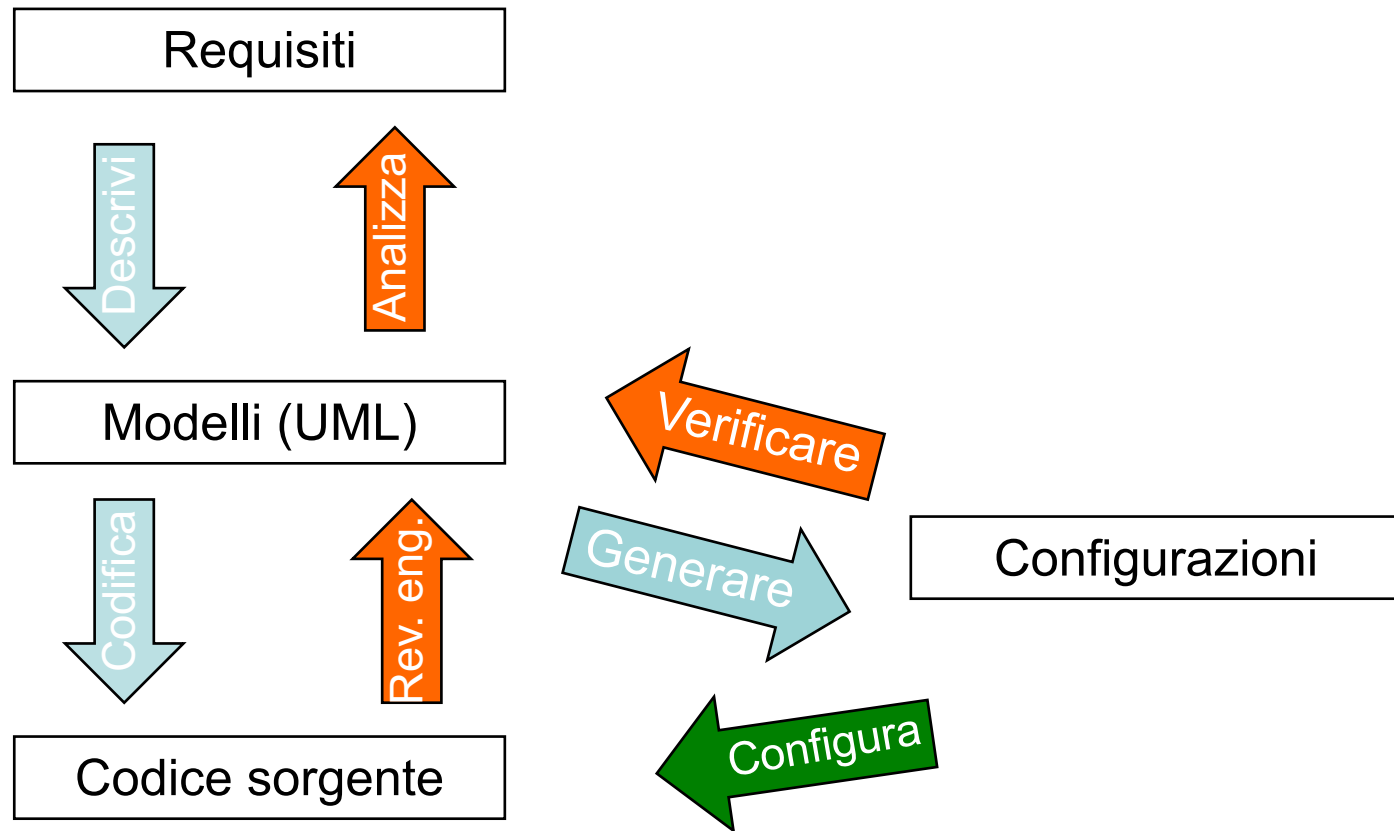 Requisiti
Descrivi
Analizza
Modelli (UML)
Verificare
Generare
Configurazioni
Codifica
Rev. eng.
Configura
Codice sorgente